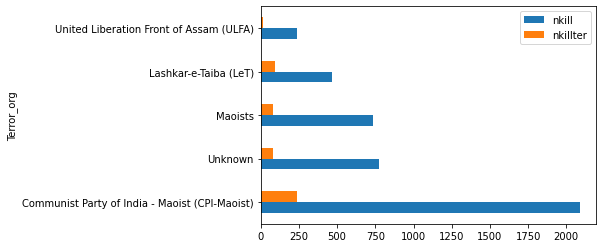 nkill
nkillter
United Liberation Front of Assam (ULFA)
Lashkar-e-Taiba (LeT)
Maoists
Unknown
Communist Party of India - Maoist (CPI-Maoist)
Terror_org
0 250 500 750 1000 1250 1500 1750 2000